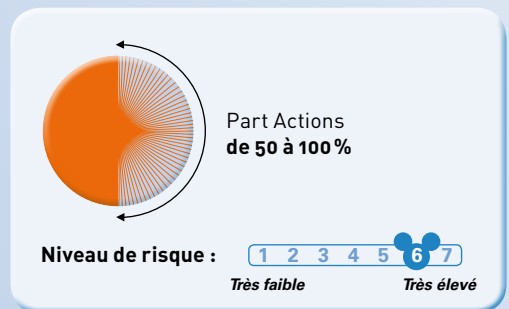 Part Actions
de 50 à 100 %
Niveau de risque : 1 2 3 4 5 6 7
Très faible Très élevé